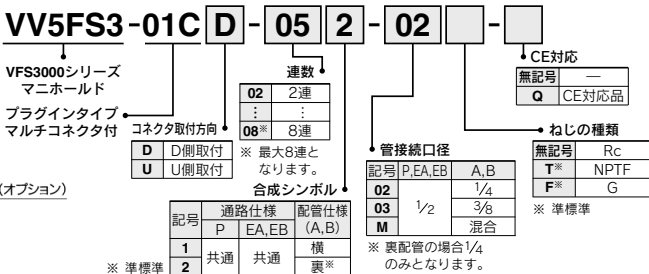 VV5FS3-01C D - 05 2 - 02 -
VFS3000シリーズ
マニホールド
プラグインタイプ
マルチコネクタ付
コネクタ取付方向
D D側取付
U U側取付
連数
02 2連
⋮ ⋮
08※ 8連
※ 最大8連と
なります。
(オプション)
合成シンボル
記号 通路仕様 配管仕様
P EA,EB (A,B)
1 共通 共通 横
2 裏※
※ 準標準
管接続口径
記号 P,EA,EB A,B
02 1/2 1/4
03 3/8
M 混合
※ 裏配管の場合1/4
のみとなります。
CE対応
無記号 —
Q CE対応品
ねじの種類
無記号 Rc
T※ NPTF
F※ G
※ 準標準